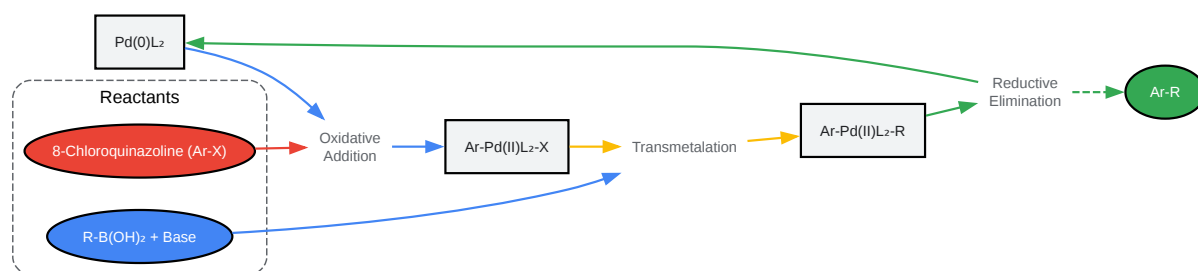 Pd(0)L₂
Reactants
8-Chloroquinazoline (Ar-X)
R-B(OH)₂ + Base
Oxidative
Addition
Ar-Pd(II)L₂-X
Transmetalation
Ar-Pd(II)L₂-R
Reductive
Elimination
Ar-R